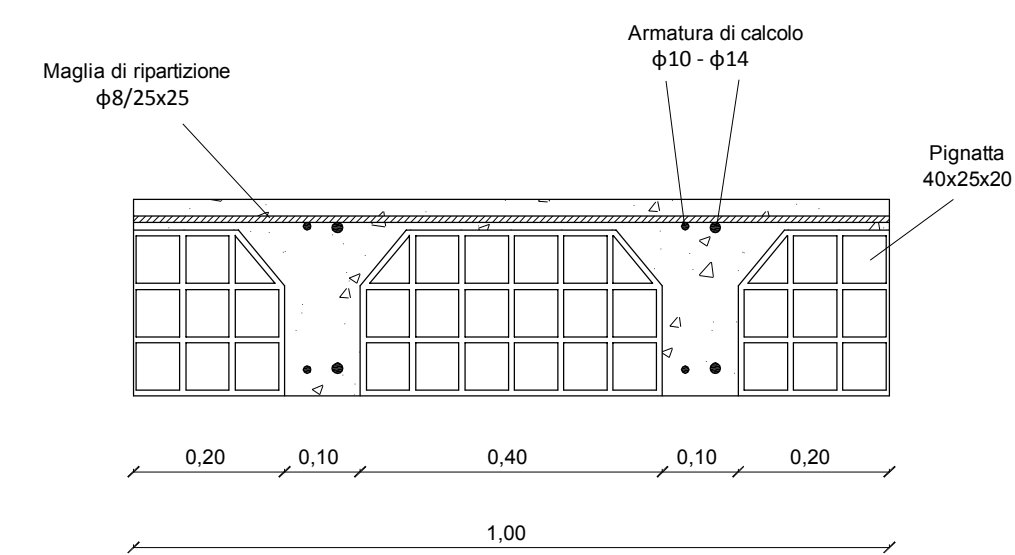 Armatura di calcolo
ϕ10 - ϕ14
Maglia di ripartizione
ϕ8/25x25
Pignatta
40x25x20
0,20 0,10 0,40 0,10 0,20
1,00